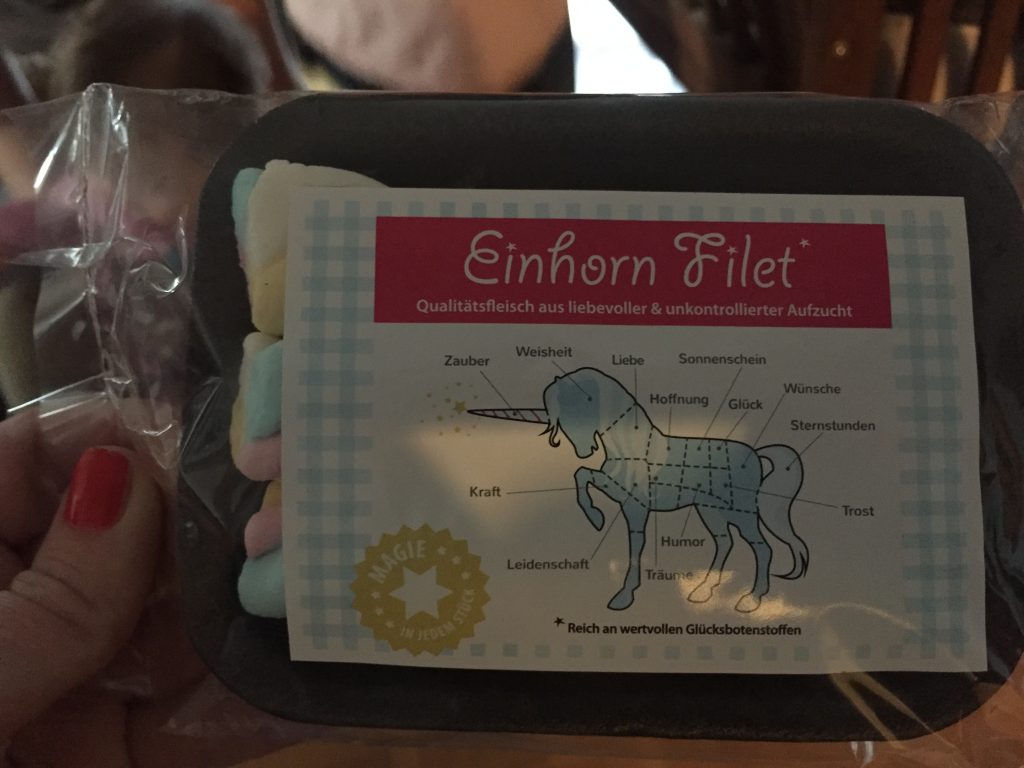 Einhorn Filet*
Qualitätsfleisch aus liebevoller & unkontrollierter Aufzucht
Zauber
Weisheit
Liebe
Sonnenschein
Hoffnung
Glück
Wünsche
Sternstunden
Kraft
Trost
Leidenschaft
Humor
Träume
MAGIE
IN JEDEM STÜCK
*Reich an wertvollen Glücksbotenstoffen